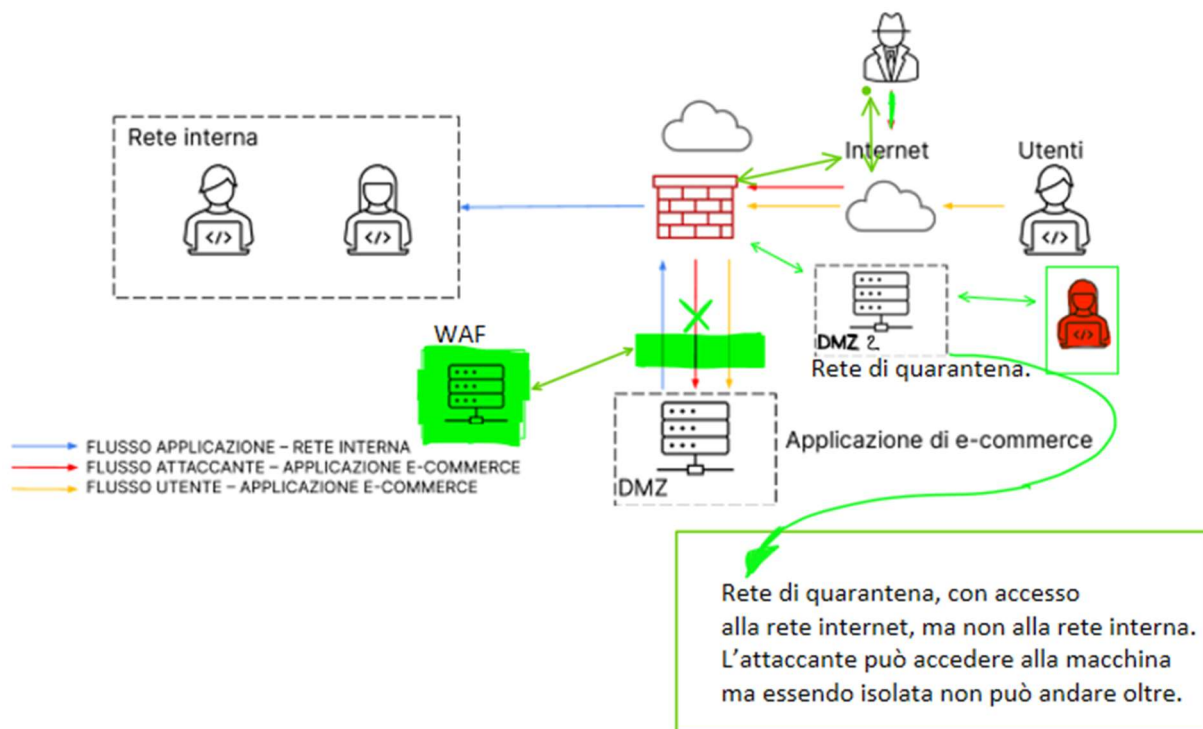 Rete interna
Internet
Utenti
WAF
DMZ 2
Rete di quarantena.
FLUSSO APPLICAZIONE – RETE INTERNA
FLUSSO ATTACCANTE – APPLICAZIONE E-COMMERCE
FLUSSO UTENTE – APPLICAZIONE E-COMMERCE
Applicazione di e-commerce
DMZ
Rete di quarantena, con accesso
alla rete internet, ma non alla rete interna.
L’attaccante può accedere alla macchina
ma essendo isolata non può andare oltre.